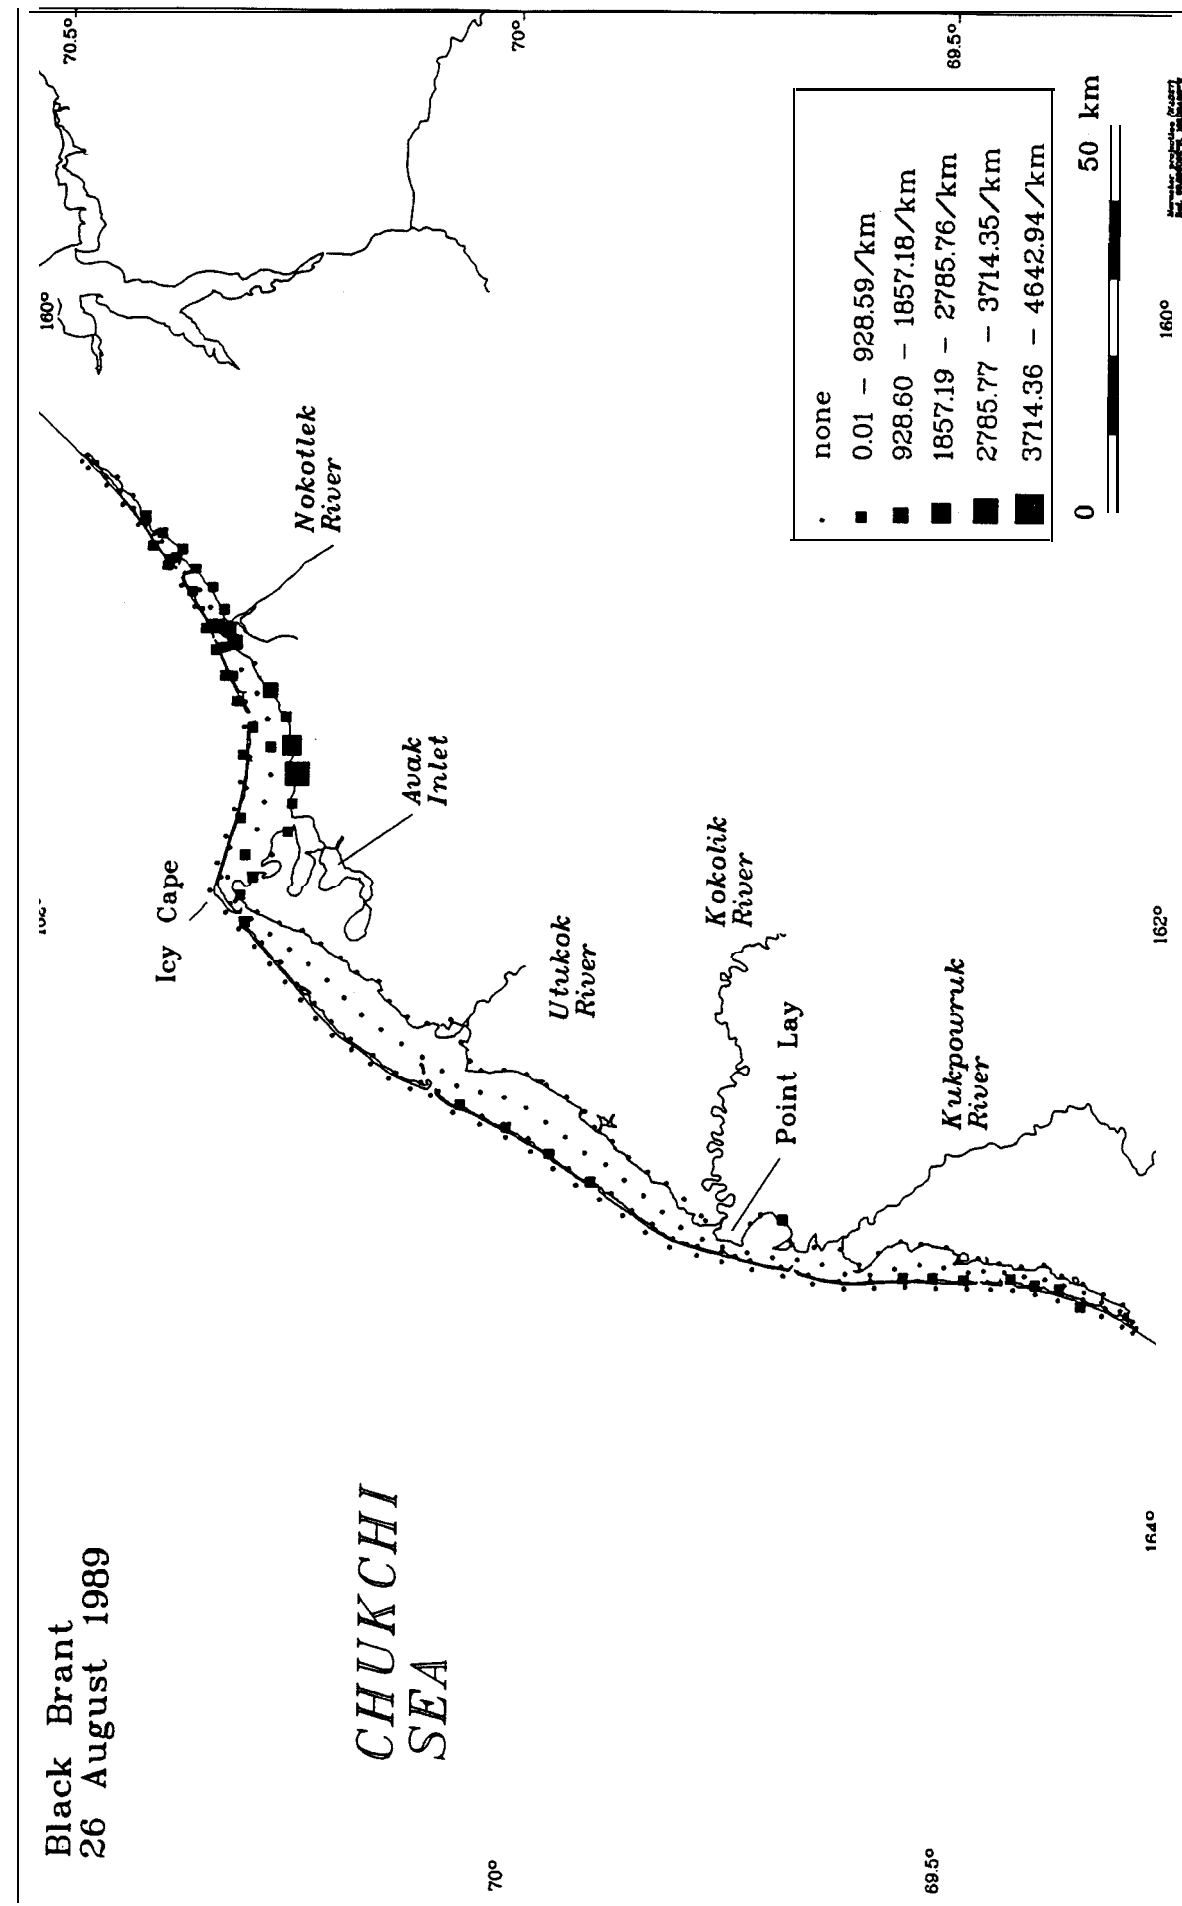 Black Brant
26 August 1989
CHUKCHI
SEA
Icy Cape
Nokotlek
River
Avak
Inlet
Utukok
River
Kokolik
River
Point Lay
Kukpowruk
River
70.5°
70°
69.5°
160°
160°
162°
164°
70°
69.5°
none
0.01 – 928.59/km
928.60 – 1857.18/km
1857.19 – 2785.76/km
2785.77 – 3714.35/km
3714.36 – 4642.94/km
0 50 km